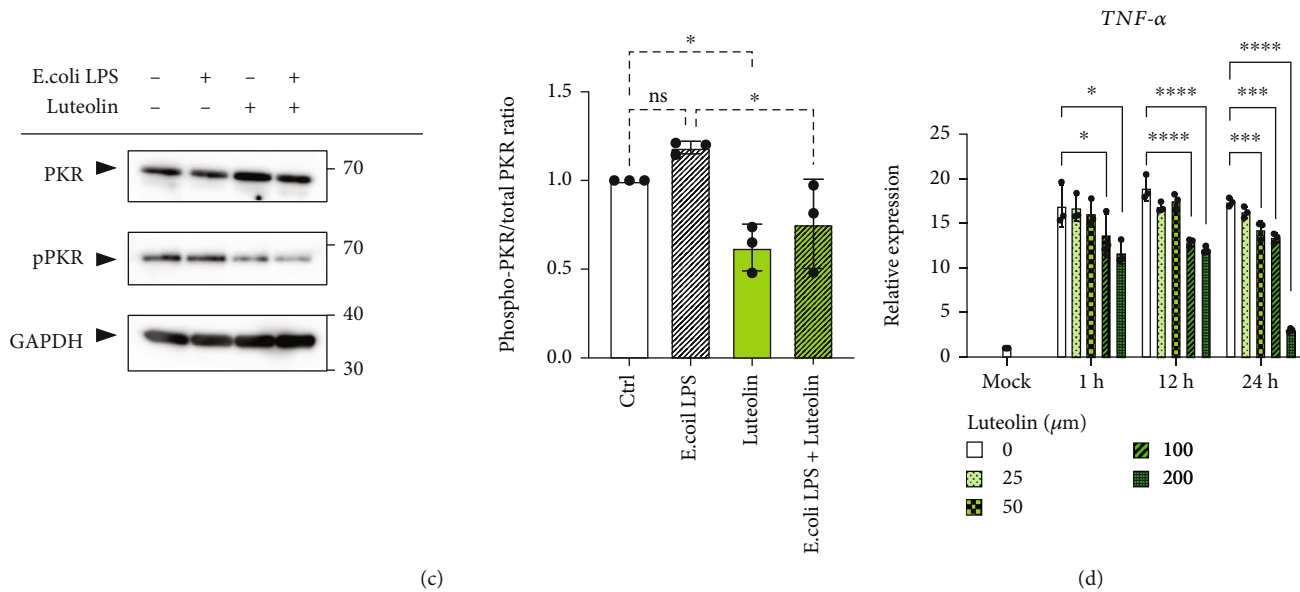 E.coli LPS – + – +
Luteolin – – + +
PKR 70
pPKR 70
GAPDH 40
30
Phospho-PKR/total PKR ratio
1.5
1.0
0.5
0.0
*
ns
*
Ctrl
E.coil LPS
Luteolin
E.coli LPS + Luteolin
(c)
TNF-α
Relative expression
25
20
15
10
5
0
*
*
****
****
****
***
***
Mock 1 h 12 h 24 h
Luteolin (μm)
0
25
50
100
200
(d)